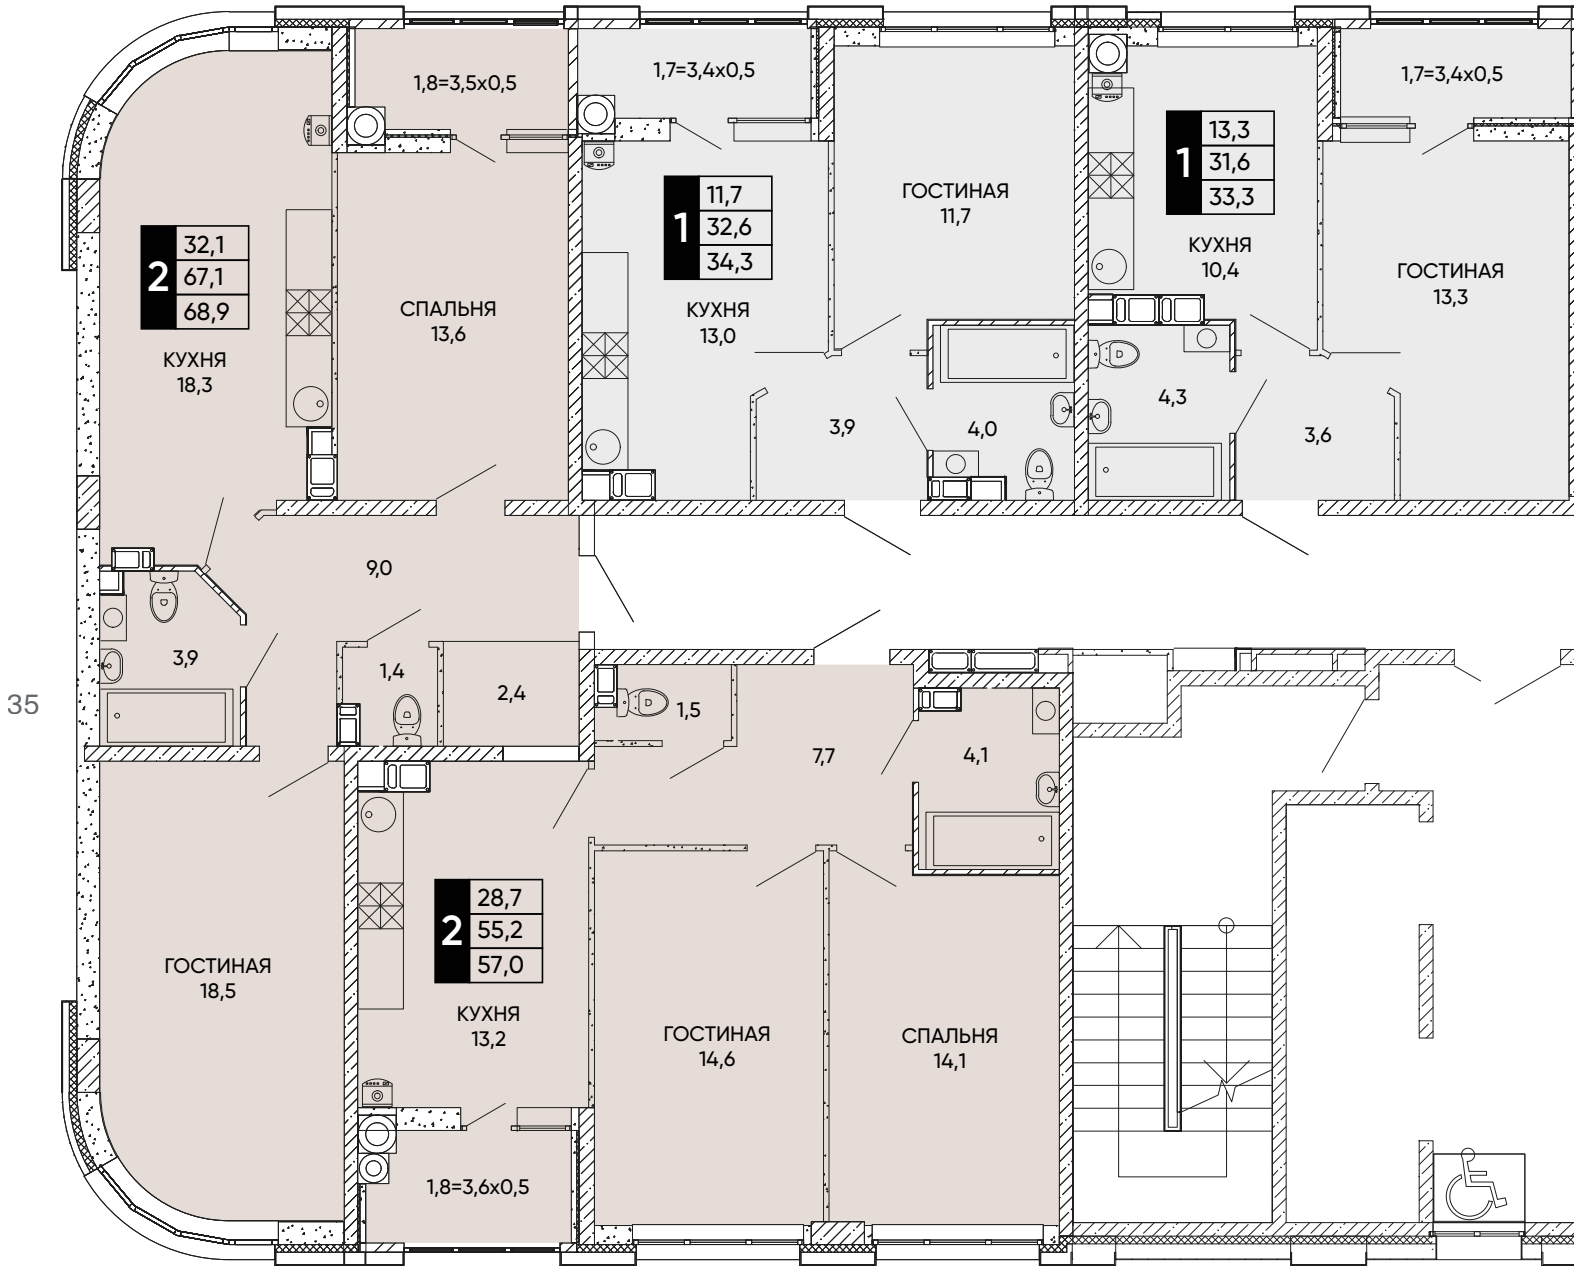 1,8=3,5х0,5
1,7=3,4х0,5
1,7=3,4х0,5
2
32,1
67,1
68,9
КУХНЯ
18,3
СПАЛЬНЯ
13,6
1
11,7
32,6
34,3
КУХНЯ
13,0
ГОСТИНАЯ
11,7
1
13,3
31,6
33,3
КУХНЯ
10,4
ГОСТИНАЯ
13,3
3,9
4,0
4,3
3,6
9,0
3,9
1,4
2,4
35
1,5
7,7
4,1
ГОСТИНАЯ
18,5
2
28,7
55,2
57,0
КУХНЯ
13,2
ГОСТИНАЯ
14,6
СПАЛЬНЯ
14,1
1,8=3,6х0,5